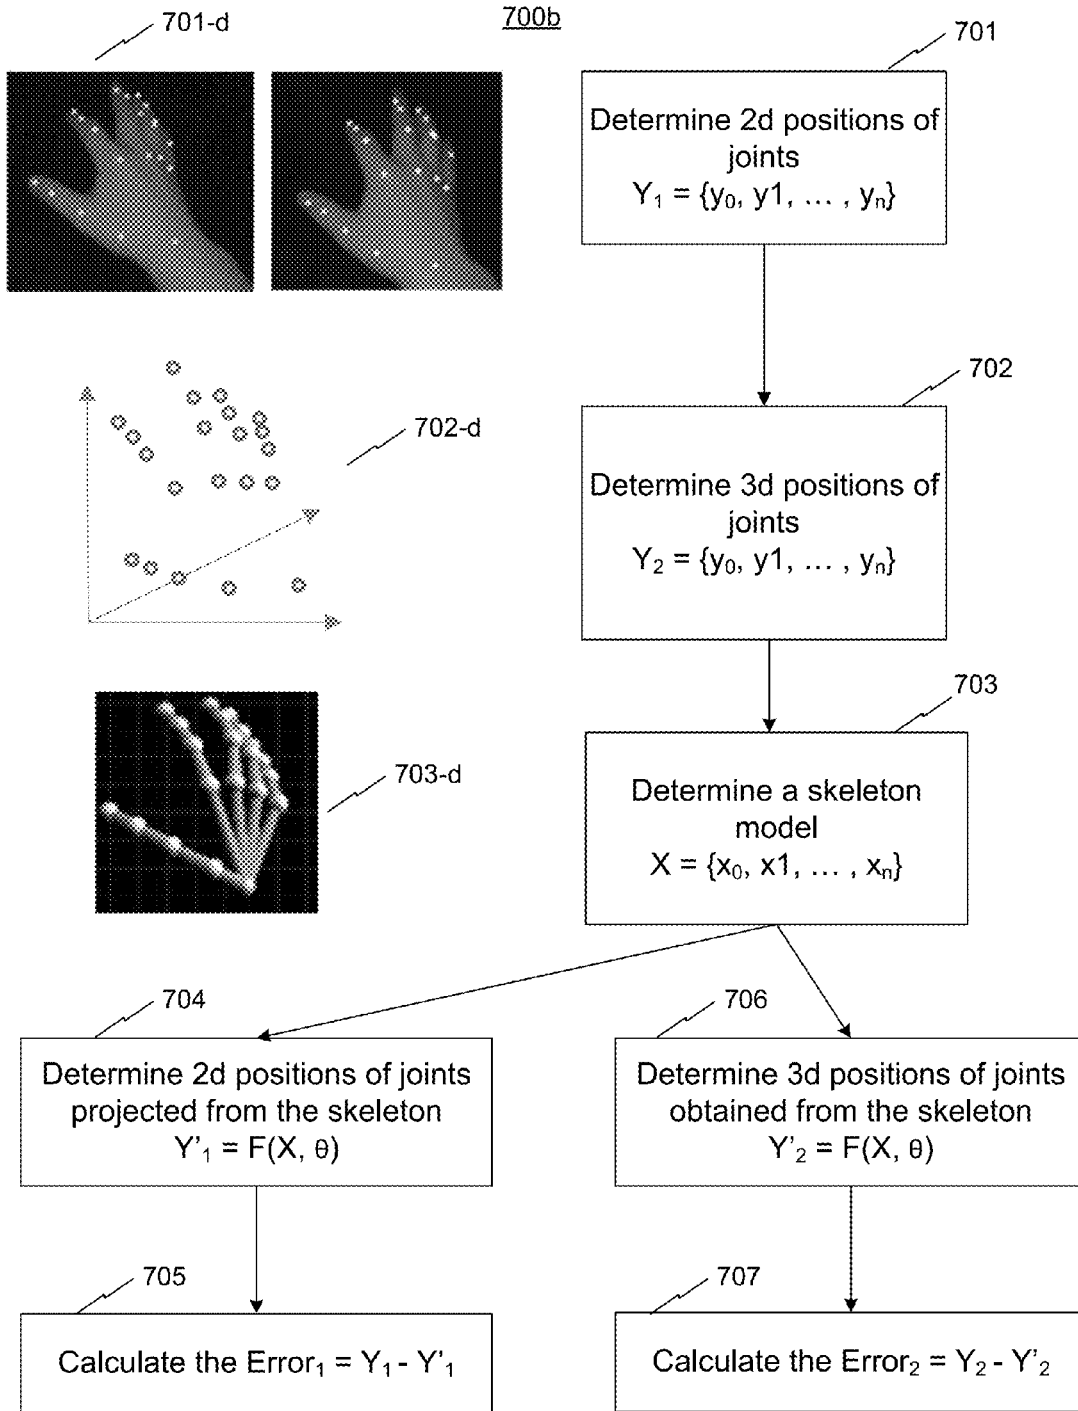 700b
701-d
701
Determine 2d positions of
joints
Y₁ = {y₀, y1, … , yₙ}
702
702-d
Determine 3d positions of
joints
Y₂ = {y₀, y1, … , yₙ}
703
703-d
Determine a skeleton
model
X = {x₀, x1, … , xₙ}
704
Determine 2d positions of joints
projected from the skeleton
Y'₁ = F(X, θ)
706
Determine 3d positions of joints
obtained from the skeleton
Y'₂ = F(X, θ)
705
Calculate the Error₁ = Y₁ - Y'₁
707
Calculate the Error₂ = Y₂ - Y'₂